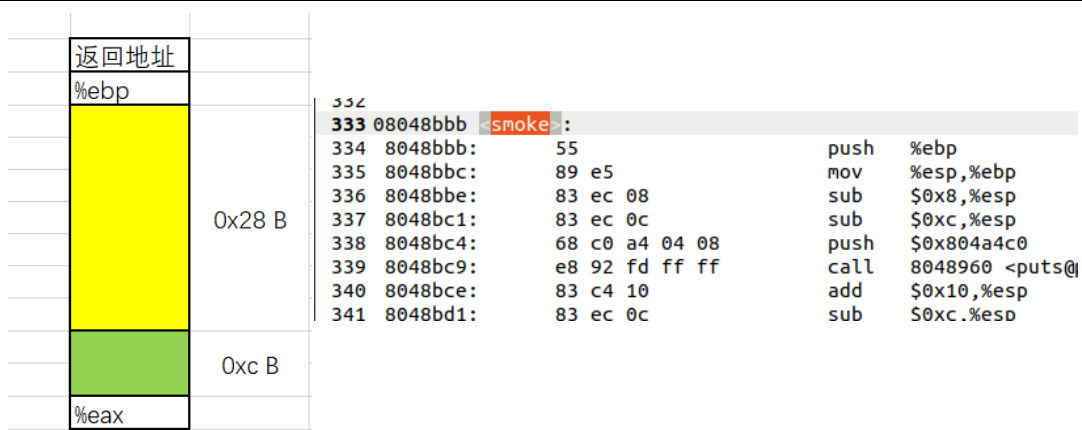 返回地址
%ebp
0x28 B
0xc B
%eax
332
333 08048bbb <smoke>:
334 8048bbb: 55 push %ebp
335 8048bbc: 89 e5 mov %esp,%ebp
336 8048bbe: 83 ec 08 sub $0x8,%esp
337 8048bc1: 83 ec 0c sub $0xc,%esp
338 8048bc4: 68 c0 a4 04 08 push $0x804a4c0
339 8048bc9: e8 92 fd ff ff call 8048960 <puts@
340 8048bce: 83 c4 10 add $0x10,%esp
341 8048bd1: 83 ec 0c sub $0xc,%esp